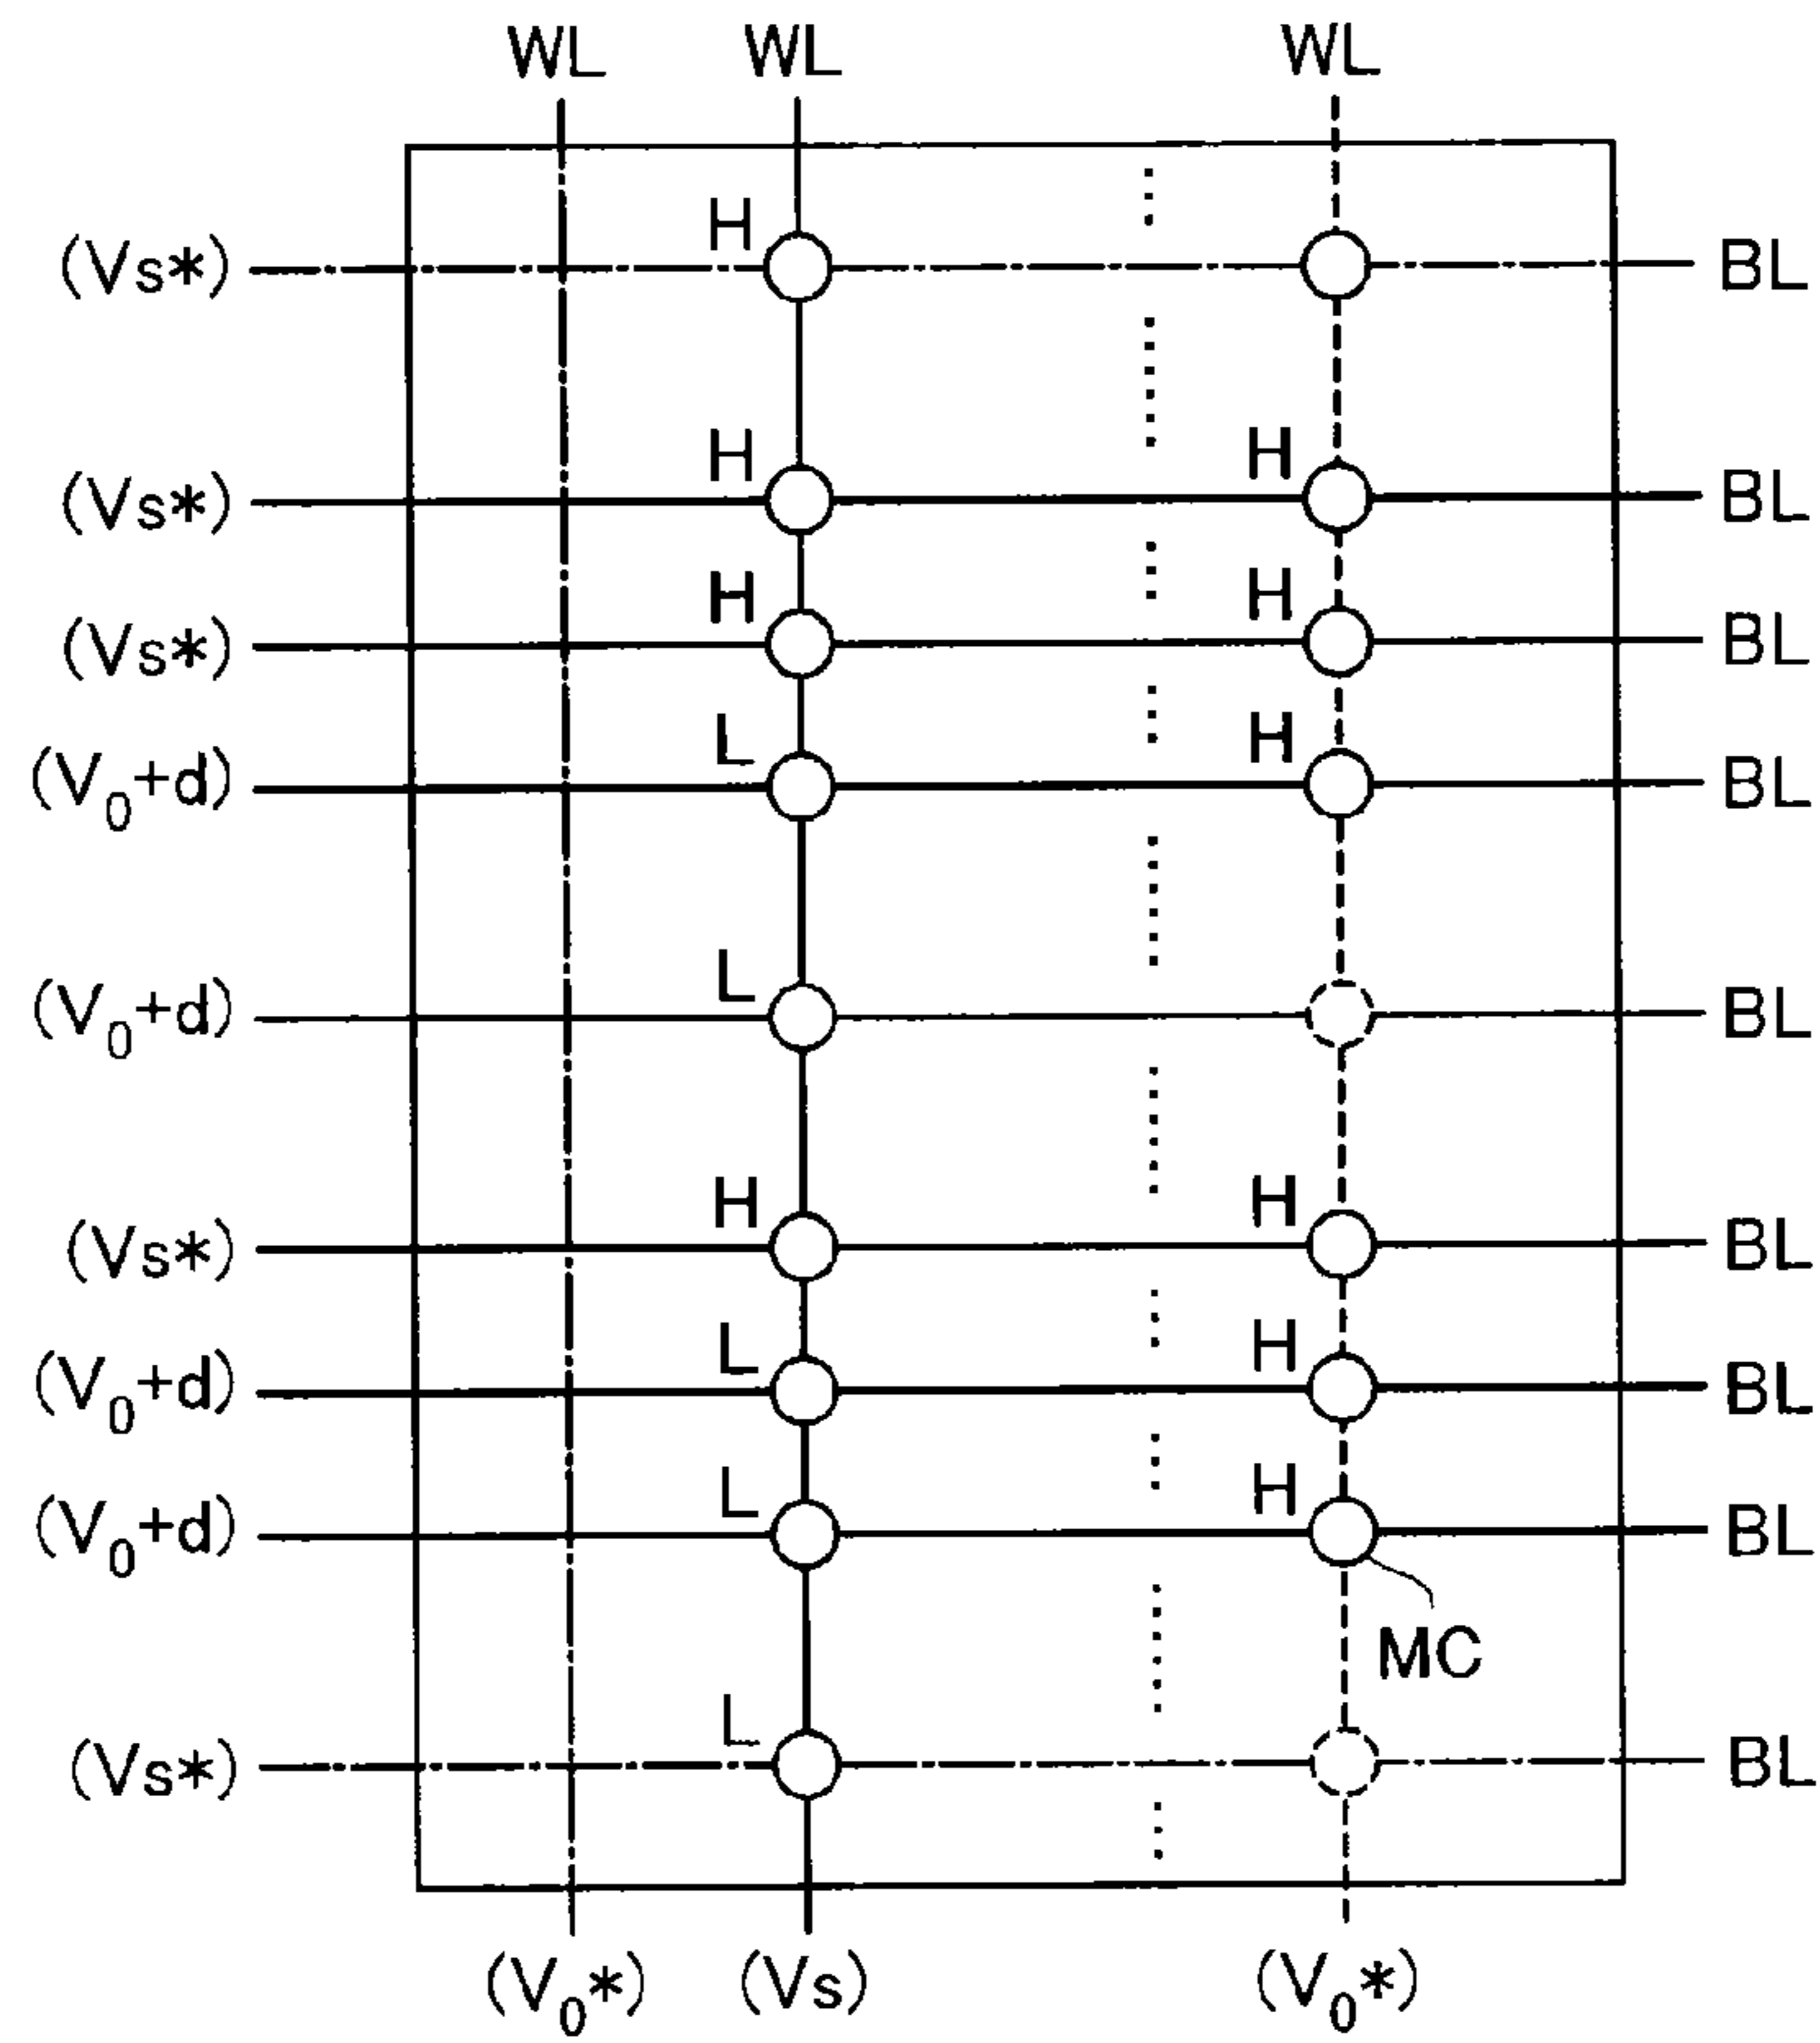 WL WL WL
H
(Vs*) BL
H H
(Vs*) BL
H H
(Vs*) BL
L H
(V₀+d) BL
L
(V₀+d) BL
H H
(Vs*) BL
L H
(V₀+d) BL
L H
(V₀+d) BL
MC
L
(Vs*) BL
(V₀*) (Vs) (V₀*)